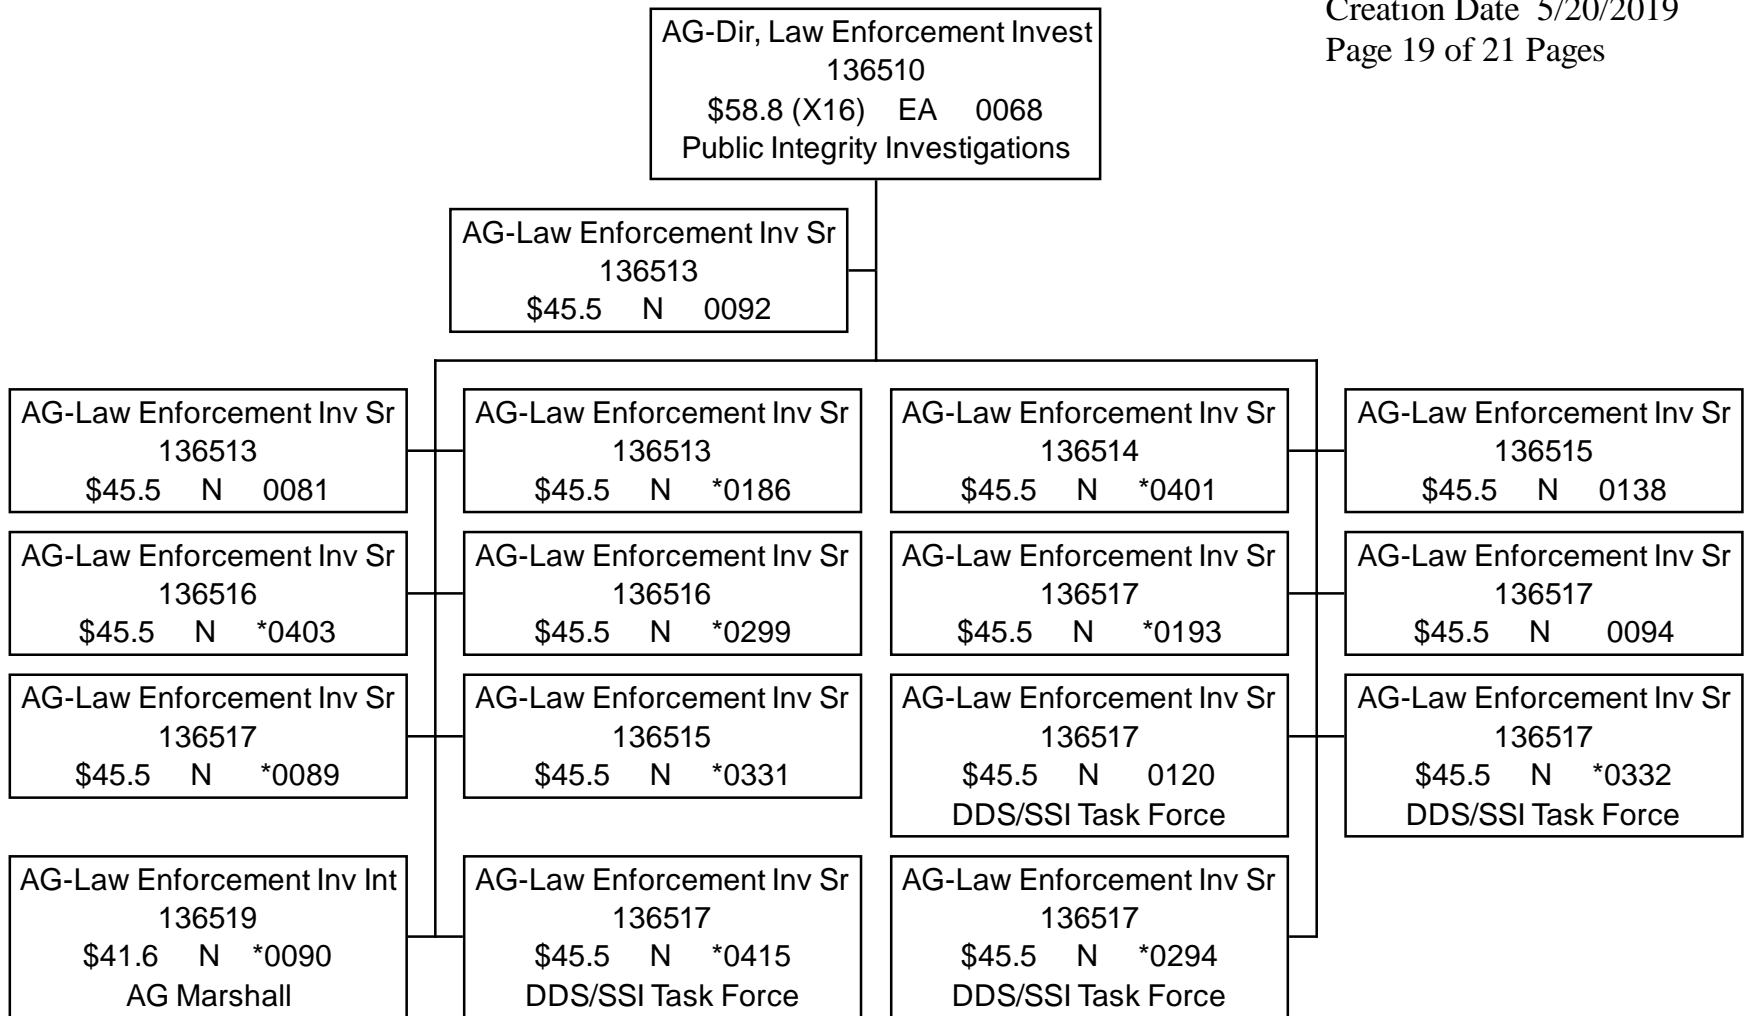 Creation Date 5/20/2019
Page 19 of 21 Pages
AG-Dir, Law Enforcement Invest
136510
$58.8 (X16) EA 0068
Public Integrity Investigations
AG-Law Enforcement Inv Sr
136513
$45.5 N 0092
AG-Law Enforcement Inv Sr
136513
$45.5 N 0081
AG-Law Enforcement Inv Sr
136513
$45.5 N *0186
AG-Law Enforcement Inv Sr
136514
$45.5 N *0401
AG-Law Enforcement Inv Sr
136515
$45.5 N 0138
AG-Law Enforcement Inv Sr
136516
$45.5 N *0403
AG-Law Enforcement Inv Sr
136516
$45.5 N *0299
AG-Law Enforcement Inv Sr
136517
$45.5 N *0193
AG-Law Enforcement Inv Sr
136517
$45.5 N 0094
AG-Law Enforcement Inv Sr
136517
$45.5 N *0089
AG-Law Enforcement Inv Sr
136515
$45.5 N *0331
AG-Law Enforcement Inv Sr
136517
$45.5 N 0120
DDS/SSI Task Force
AG-Law Enforcement Inv Sr
136517
$45.5 N *0332
DDS/SSI Task Force
AG-Law Enforcement Inv Int
136519
$41.6 N *0090
AG Marshall
AG-Law Enforcement Inv Sr
136517
$45.5 N *0415
DDS/SSI Task Force
AG-Law Enforcement Inv Sr
136517
$45.5 N *0294
DDS/SSI Task Force